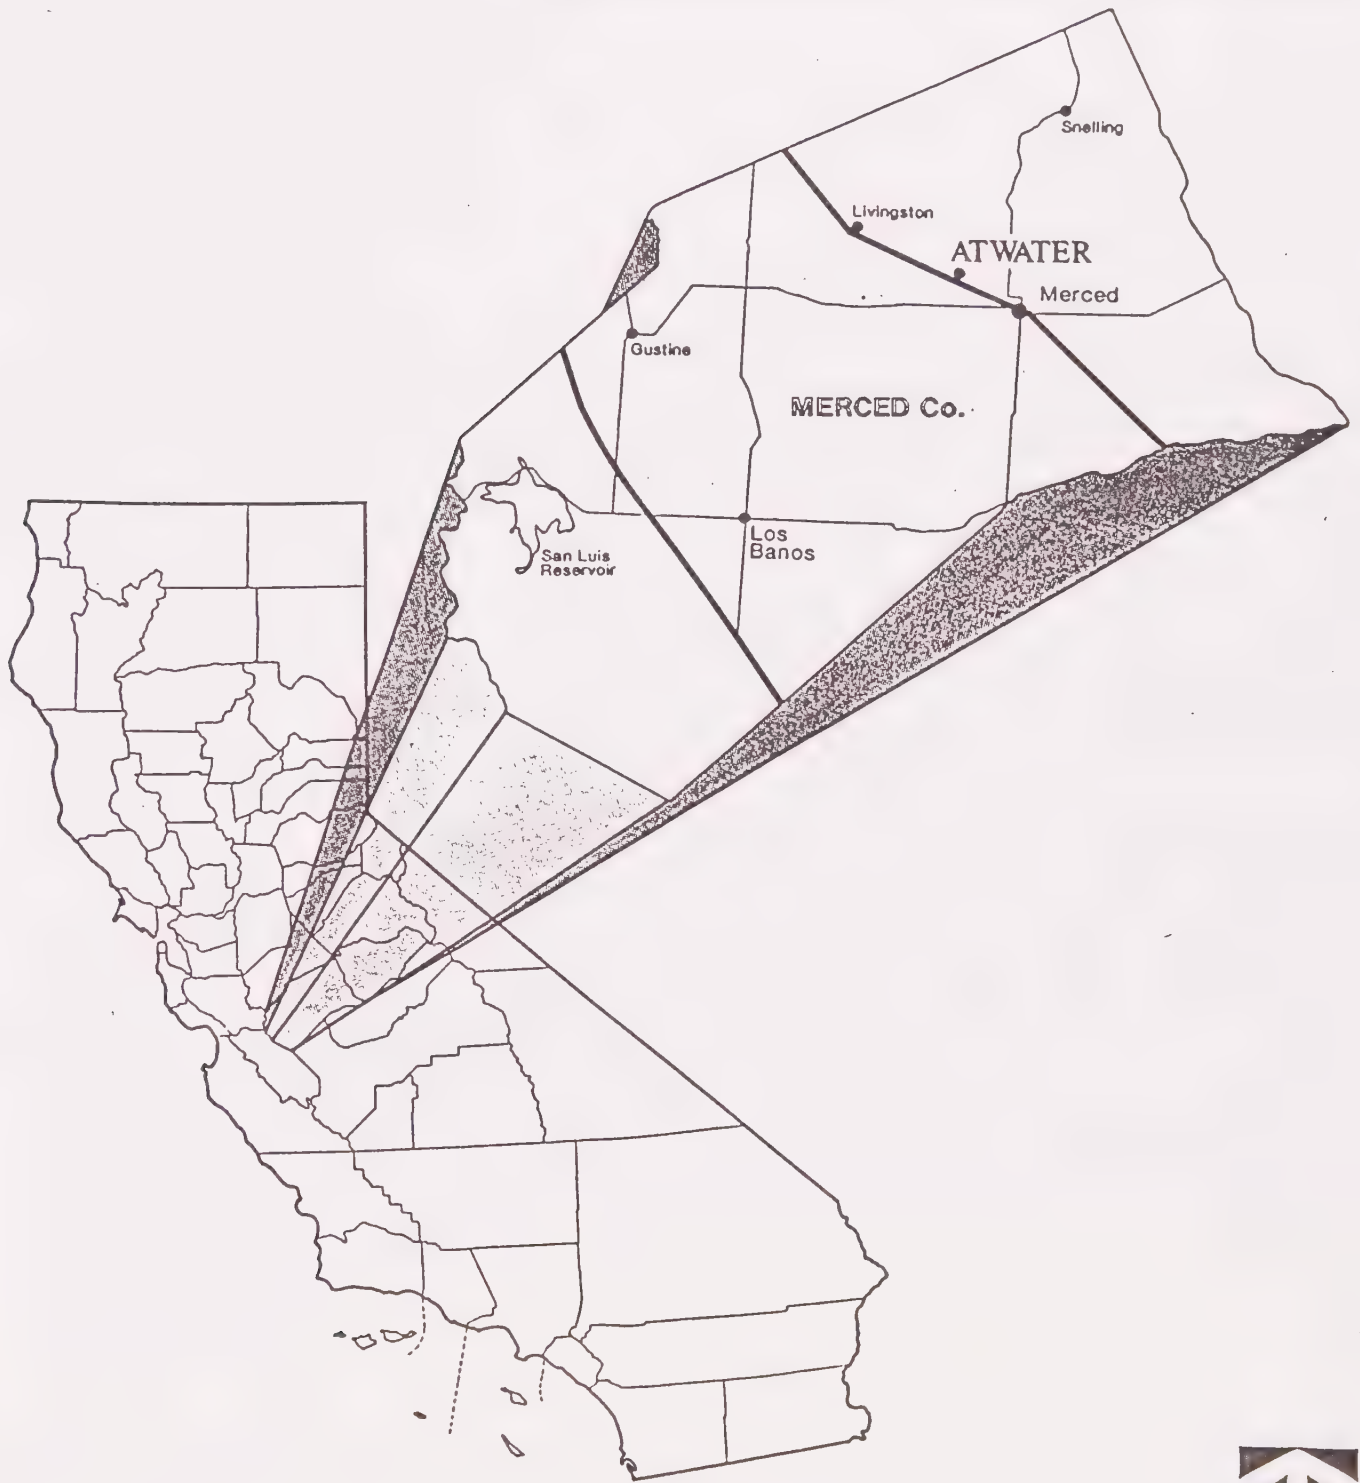 Snelling
Livingston
ATWATER
Merced
Gustine
MERCED Co.
Los
Banos
San Luis
Reservoir